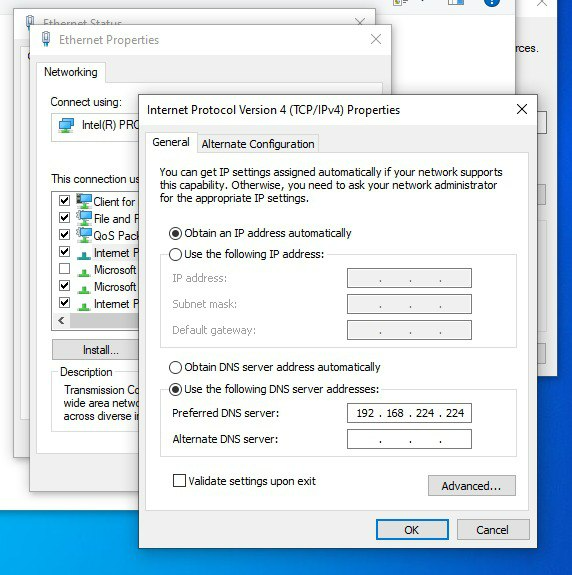 Ethernet Status
Ethernet Properties
rces.
Networking
Connect using:
Intel(R) PRO
This connection us
Client for
File and P
QoS Pack
Internet P
Microsoft
Microsoft
Internet P
Install...
Description
Transmission Co
wide area netwo
across diverse in
Internet Protocol Version 4 (TCP/IPv4) Properties
General
Alternate Configuration
You can get IP settings assigned automatically if your network supports
this capability. Otherwise, you need to ask your network administrator
for the appropriate IP settings.
Obtain an IP address automatically
Use the following IP address:
IP address:
Subnet mask:
Default gateway:
Obtain DNS server address automatically
Use the following DNS server addresses:
Preferred DNS server: 192 . 168 . 224 . 224
Alternate DNS server:
Validate settings upon exit
Advanced...
OK
Cancel